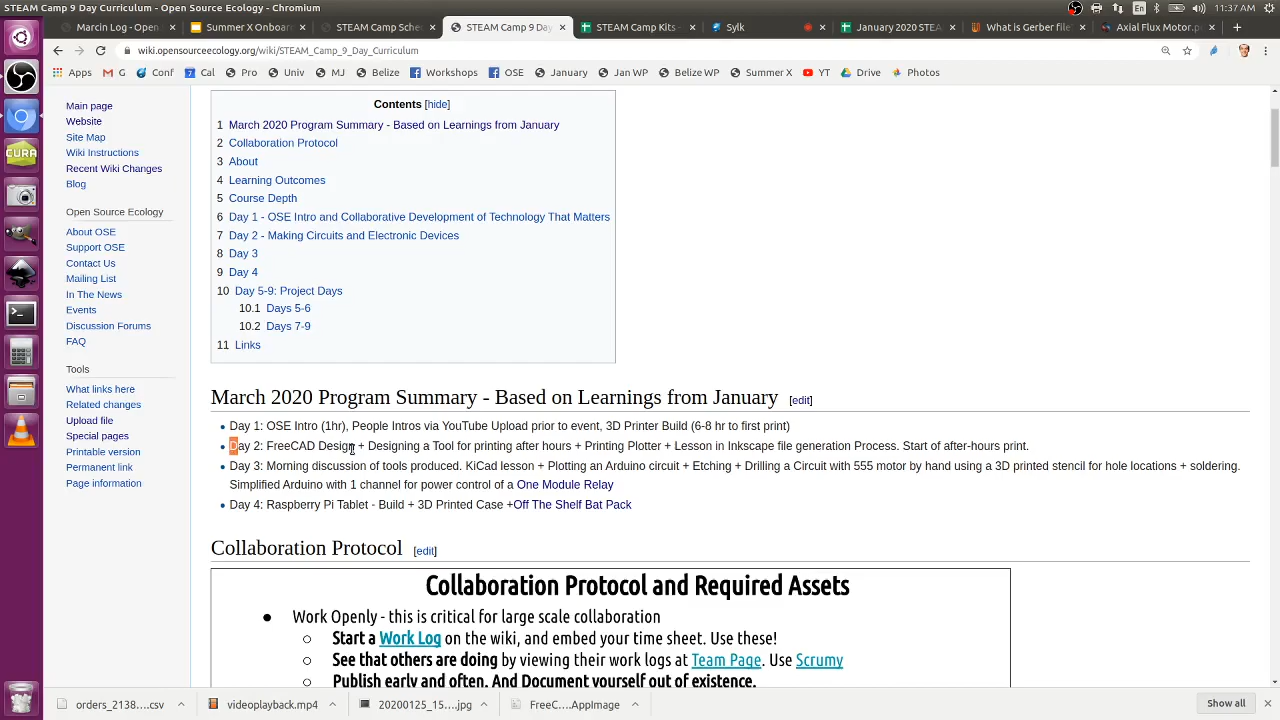 STEAM Camp 9 Day Curriculum - Open Source Ecology - Chromium
En
11:37 AM
Marcin Log - Open
Summer X Onboar
STEAM Camp Sche
STEAM Camp 9 Day
STEAM Camp Kits
Sylk
January 2020 STEA
What is Gerber file
Axial Flux Motor.p
wiki.opensourceecology.org/wiki/STEAM_Camp_9_Day_Curriculum
Apps
Conf
Cal
Pro
Univ
MJ
Belize
Workshops
OSE
January
Jan WP
Belize WP
Summer X
YT
Drive
Photos
CURA
Main page
Website
Site Map
Wiki Instructions
Recent Wiki Changes
Blog
Open Source Ecology
About OSE
Support OSE
Contact Us
Mailing List
In The News
Events
Discussion Forums
FAQ
Tools
What links here
Related changes
Upload file
Special pages
Printable version
Permanent link
Page information
Contents [hide]
1 March 2020 Program Summary - Based on Learnings from January
2 Collaboration Protocol
3 About
4 Learning Outcomes
5 Course Depth
6 Day 1 - OSE Intro and Collaborative Development of Technology That Matters
7 Day 2 - Making Circuits and Electronic Devices
8 Day 3
9 Day 4
10 Day 5-9: Project Days
10.1 Days 5-6
10.2 Days 7-9
11 Links
March 2020 Program Summary - Based on Learnings from January [edit]
• Day 1: OSE Intro (1hr), People Intros via YouTube Upload prior to event, 3D Printer Build (6-8 hr to first print)
• Day 2: FreeCAD Design + Designing a Tool for printing after hours + Printing Plotter + Lesson in Inkscape file generation Process. Start of after-hours print.
• Day 3: Morning discussion of tools produced. KiCad lesson + Plotting an Arduino circuit + Etching + Drilling a Circuit with 555 motor by hand using a 3D printed stencil for hole locations + soldering.
Simplified Arduino with 1 channel for power control of a One Module Relay
• Day 4: Raspberry Pi Tablet - Build + 3D Printed Case +Off The Shelf Bat Pack
Collaboration Protocol [edit]
Collaboration Protocol and Required Assets
● Work Openly - this is critical for large scale collaboration
○ Start a Work Log on the wiki, and embed your time sheet. Use these!
○ See that others are doing by viewing their work logs at Team Page. Use Scrumy
○ Publish early and often. And Document yourself out of existence.
orders_2138....csv
videoplayback.mp4
20200125_15....jpg
FreeC....AppImage
Show all